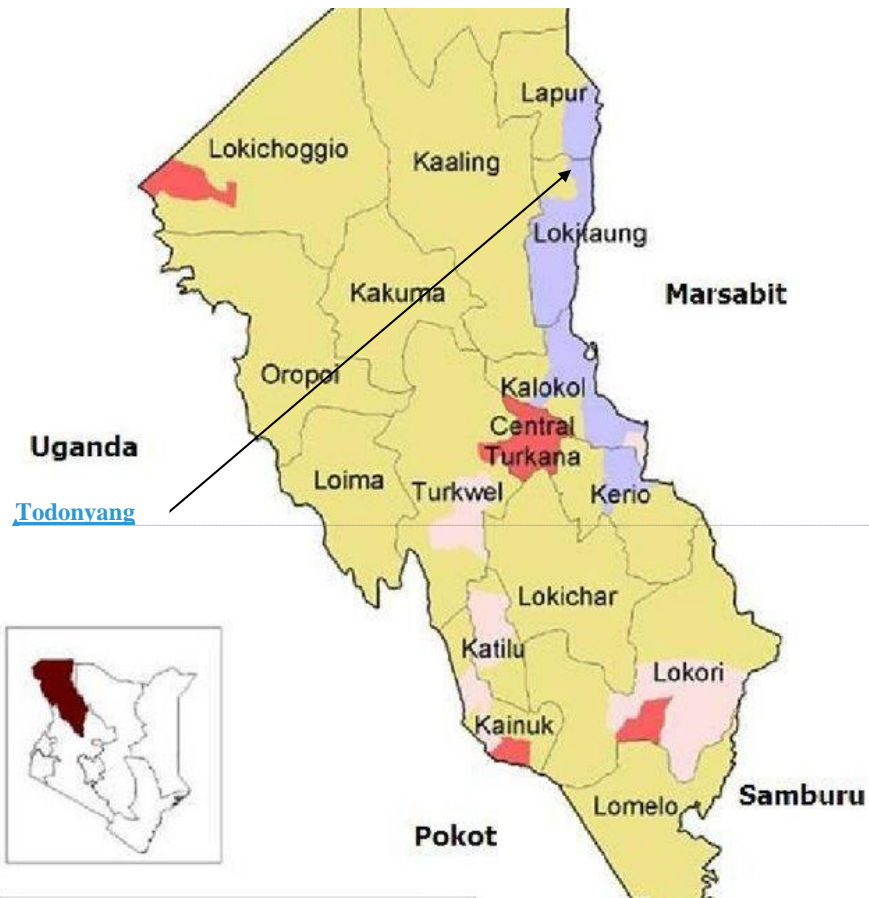 Lapur
Lokichoggio
Kaaling
Lokitaung
Kakuma
Marsabit
Oropoi
Kalokol
Central
Turkana
Uganda
Loima
Turkwel
Kerio
Todonyang
Lokichar
Katilu
Lokori
Kainuk
Lomelo
Samburu
Pokot